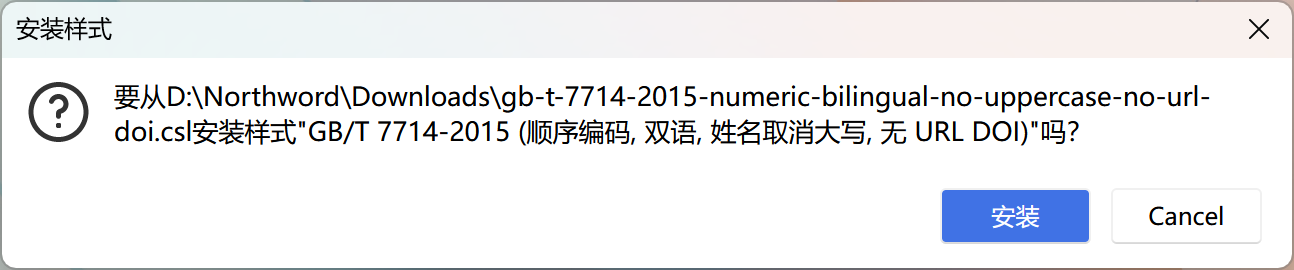 安装样式
要从D:\Northword\Downloads\gb-t-7714-2015-numeric-bilingual-no-uppercase-no-url-
doi.csl安装样式"GB/T 7714-2015 (顺序编码, 双语, 姓名取消大写, 无 URL DOI)"吗？
安装
Cancel